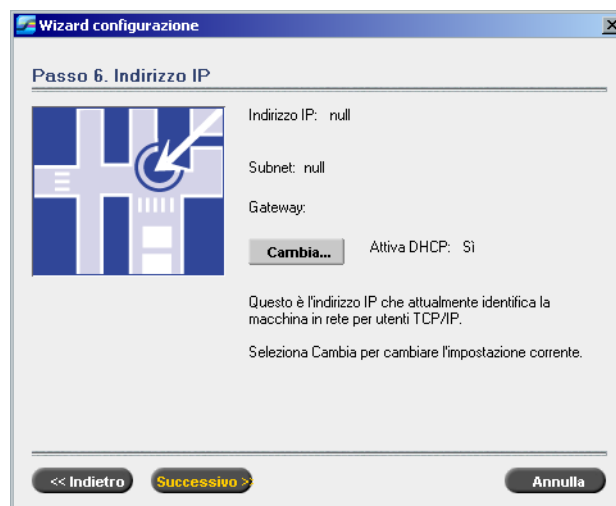 Wizard configurazione
Passo 6. Indirizzo IP
Indirizzo IP: null
Subnet: null
Gateway:
Cambia... Attiva DHCP: Sì
Questo è l'indirizzo IP che attualmente identifica la
macchina in rete per utenti TCP/IP.
Seleziona Cambia per cambiare l'impostazione corrente.
<< Indietro Successivo >> Annulla